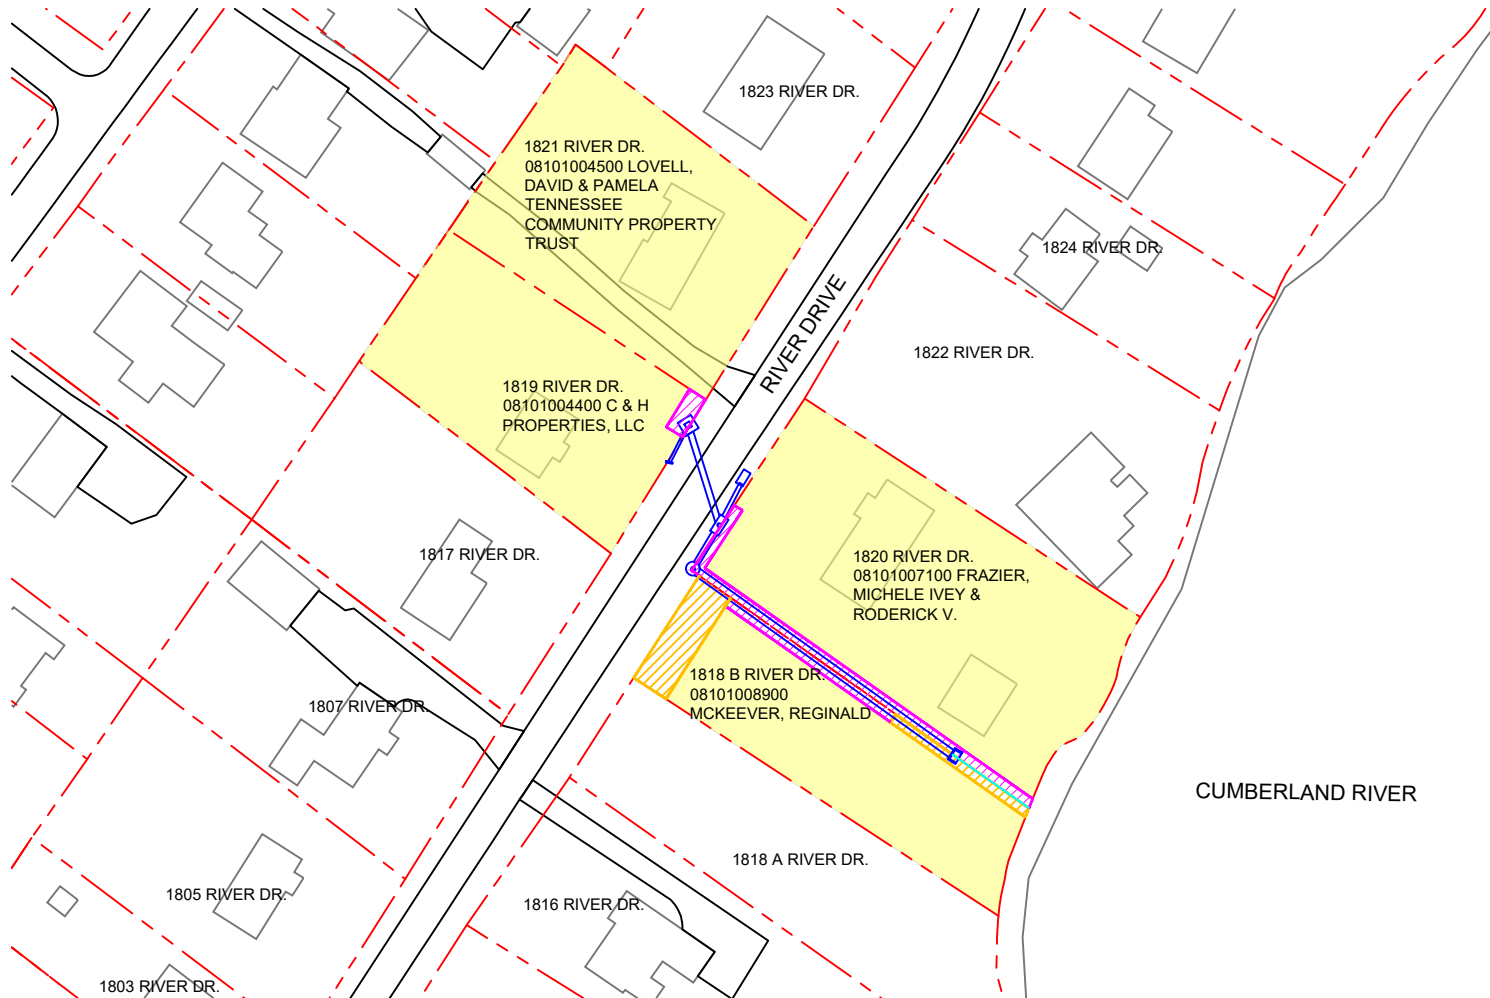 1823 RIVER DR.
1821 RIVER DR.
08101004500 LOVELL,
DAVID & PAMELA
TENNESSEE
COMMUNITY PROPERTY
TRUST
1824 RIVER DR.
RIVER DRIVE
1822 RIVER DR.
1819 RIVER DR.
08101004400 C & H
PROPERTIES, LLC
1817 RIVER DR.
1820 RIVER DR.
08101007100 FRAZIER,
MICHELE IVEY &
RODERICK V.
1818 B RIVER DR.
08101008900
MCKEEVER, REGINALD
1807 RIVER DR.
CUMBERLAND RIVER
1818 A RIVER DR.
1805 RIVER DR.
1816 RIVER DR.
1803 RIVER DR.